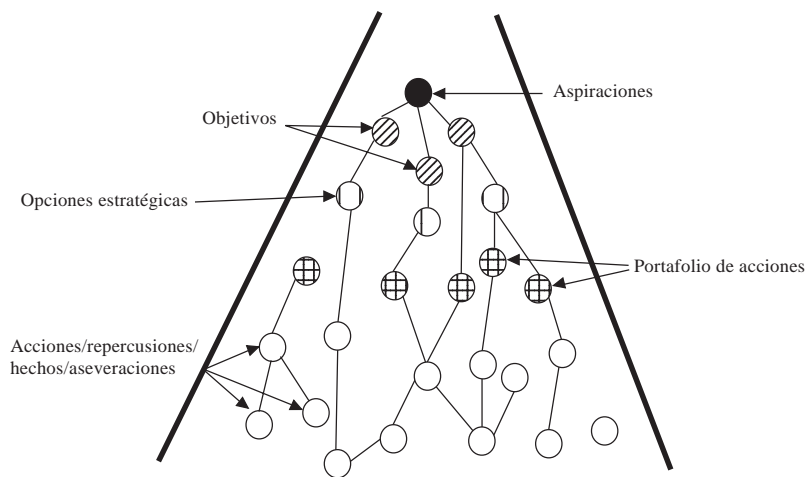 Aspiraciones
Objetivos
Opciones estratégicas
Portafolio de acciones
Acciones/repercusiones/
hechos/aseveraciones